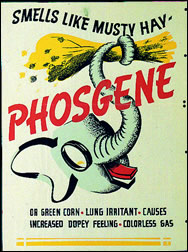 SMELLS LIKE MUSTY HAY-
PHOSGENE
OR GREEN CORN • LUNG IRRITANT • CAUSES
INCREASED DOPEY FEELING • COLORLESS GAS